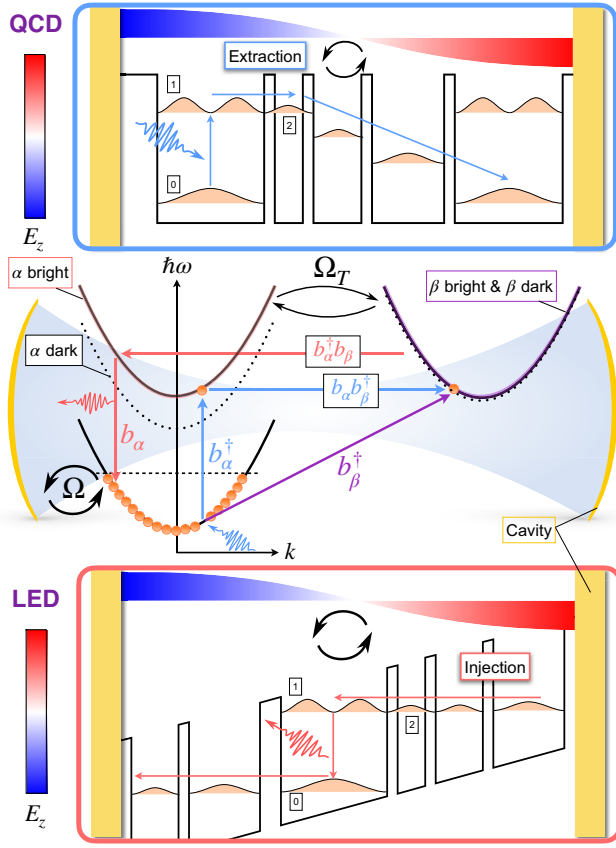 QCD
Extraction
1
2
0
E_z
ħω
α bright
Ω_T
β bright & β dark
α dark
b_α^† b_β
b_α b_β^†
b_α
b_α^†
b_β^†
Ω
k
Cavity
LED
Injection
1
2
0
E_z